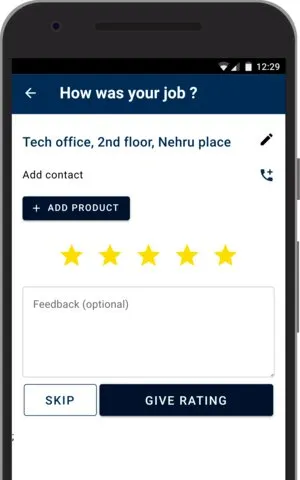 12:29
How was your job ?
Tech office, 2nd floor, Nehru place
Add contact
+ ADD PRODUCT
Feedback (optional)
SKIP
GIVE RATING
;